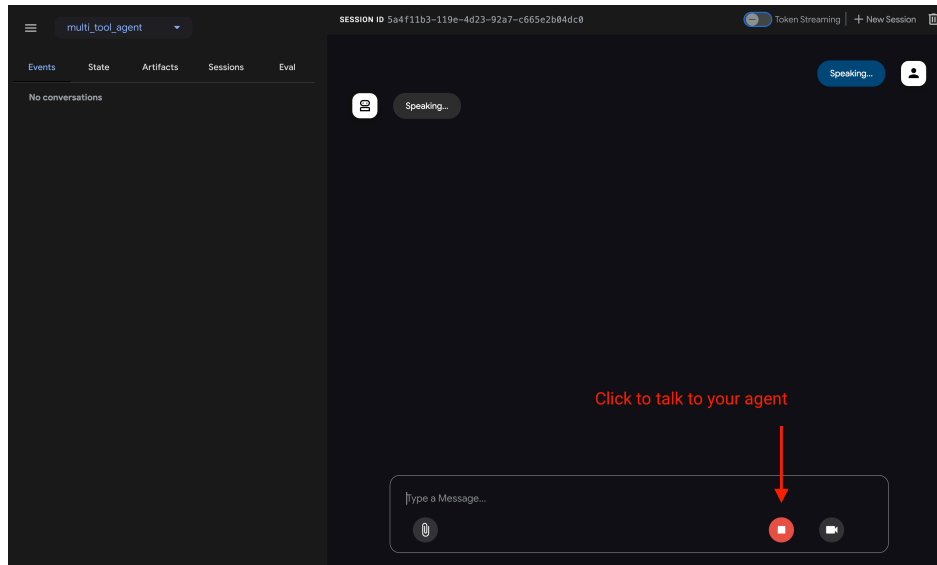 multi_tool_agent
SESSION ID 5a4f11b3-119e-4d23-92a7-c665e2b04dc0
Token Streaming
New Session
Events State Artifacts Sessions Eval
No conversations
Speaking...
Speaking...
Click to talk to your agent
Type a Message...